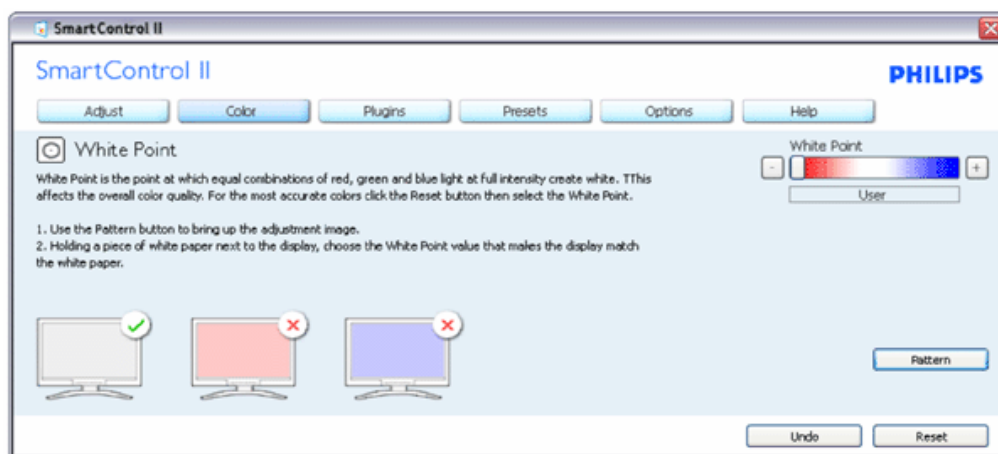 SmartControl II
SmartControl II
PHILIPS
Adjust Color Plugins Presets Options Help
White Point
White Point is the point at which equal combinations of red, green and blue light at full intensity create white. TThis
affects the overall color quality. For the most accurate colors click the Reset button then select the White Point.
1. Use the Pattern button to bring up the adjustment image.
2. Holding a piece of white paper next to the display, choose the White Point value that makes the display match
the white paper.
White Point
- +
User
Pattern
Undo Reset